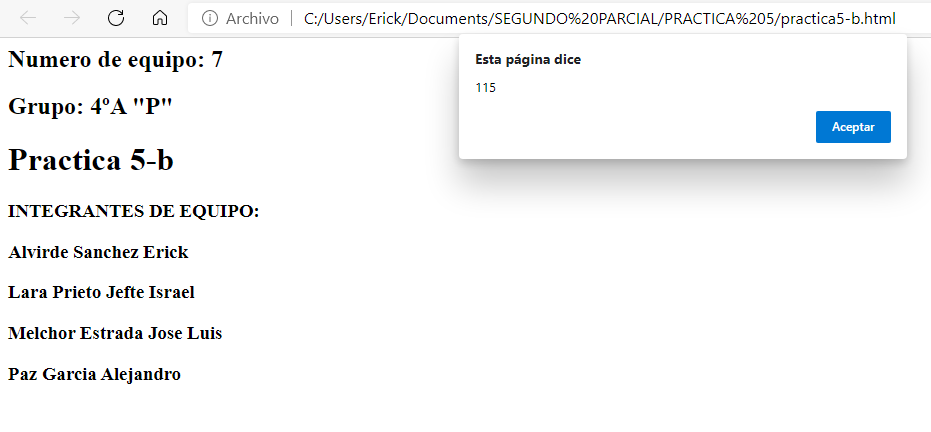 Archivo | C:/Users/Erick/Documents/SEGUNDO%20PARCIAL/PRACTICA%205/practica5-b.html
Esta página dice
115
Aceptar
Numero de equipo: 7
Grupo: 4ºA "P"
Practica 5-b
INTEGRANTES DE EQUIPO:
Alvirde Sanchez Erick
Lara Prieto Jefte Israel
Melchor Estrada Jose Luis
Paz Garcia Alejandro